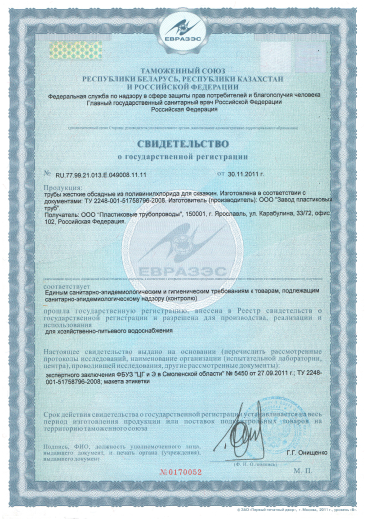 ЕВРАЗЭС
ТАМОЖЕННЫЙ СОЮЗ
РЕСПУБЛИКИ БЕЛАРУСЬ, РЕСПУБЛИКИ КАЗАХСТАН
И РОССИЙСКОЙ ФЕДЕРАЦИИ
Федеральная служба по надзору в сфере защиты прав потребителей и благополучия человека
Главный государственный санитарный врач Российской Федерации
Российская Федерация
СВИДЕТЕЛЬСТВО
о государственной регистрации
№ RU.77.99.21.013.Е.049008.11.11 от 30.11.2011 г.
Продукция:
трубы жесткие обсадные из поливинилхлорида для скважин. Изготовлена в соответствии с
документами: ТУ 2248-001-51758796-2008. Изготовитель (производитель): ООО "Завод пластиковых
труб".
Получатель: ООО "Пластиковые трубопроводы", 150001, г. Ярославль, ул. Карабулина, 33/72, офис
102, Российская Федерация.
ЕВРАЗЭС
соответствует
Единым санитарно-эпидемиологическим и гигиеническим требованиям к товарам, подлежащим
санитарно-эпидемиологическому надзору (контролю)
прошла государственную регистрацию, внесена в Реестр свидетельств о
государственной регистрации и разрешена для производства, реализации и
использования
для хозяйственно-питьевого водоснабжения
Настоящее свидетельство выдано на основании (перечислить рассмотренные
протоколы исследований, наименование организации (испытательной лаборатории,
центра), проводившей исследования, другие рассмотренные документы):
экспертного заключения ФБУЗ "ЦГ и Э в Смоленской области" № 5450 от 27.09.2011 г.; ТУ 2248-
001-51758796-2008; макета этикетки
Срок действия свидетельства о государственной регистрации устанавливается на весь
период изготовления продукции или поставок подконтрольных товаров на
территорию таможенного союза
Подпись, ФИО, должность уполномоченного лица,
выдавшего документ, и печать органа (учреждения),
выдавшего документ
Г.Г. Онищенко
(Ф. И. О., подпись)
№0170052
М. П.